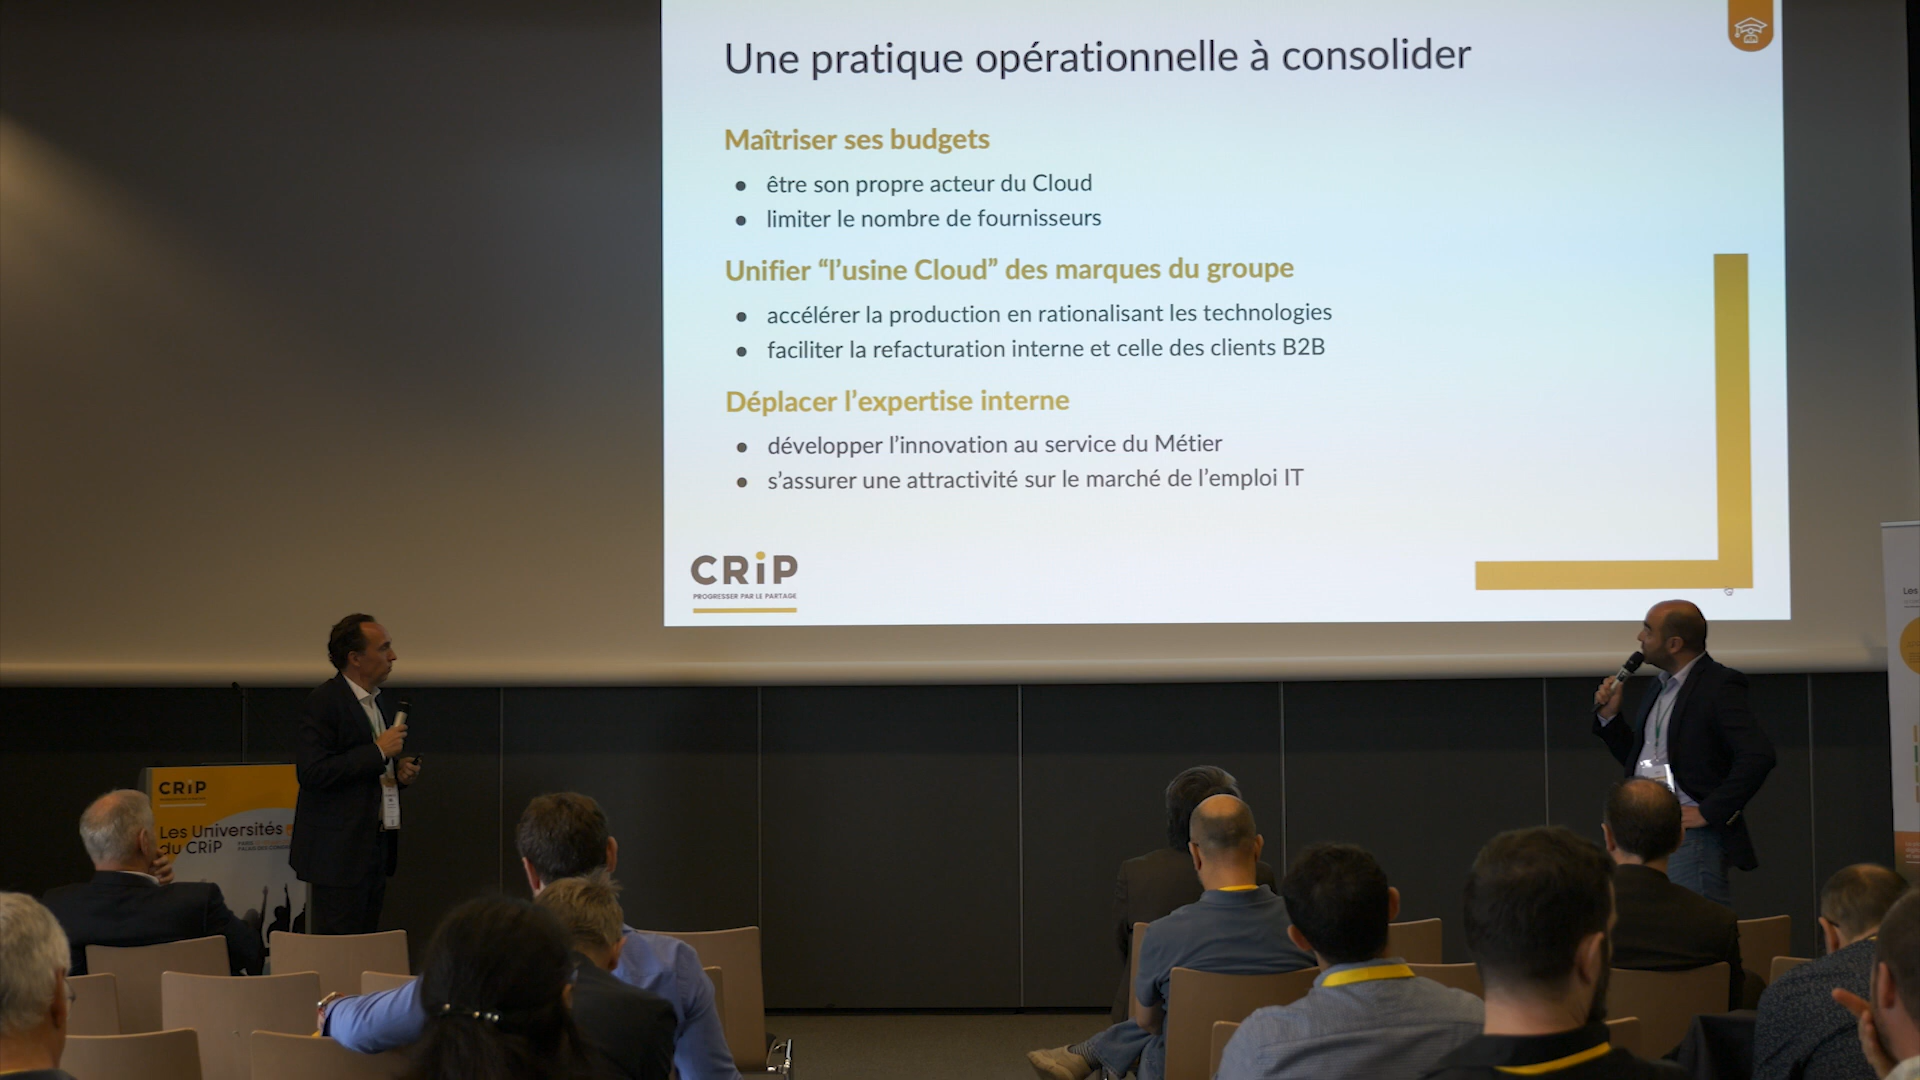 Une pratique opérationnelle à consolider
Maîtriser ses budgets
● être son propre acteur du Cloud
● limiter le nombre de fournisseurs
Unifier “l’usine Cloud” des marques du groupe
● accélérer la production en rationalisant les technologies
● faciliter la refacturation interne et celle des clients B2B
Déplacer l’expertise interne
● développer l’innovation au service du Métier
● s’assurer une attractivité sur le marché de l’emploi IT
CRiP
PROGRESSER PAR LE PARTAGE
CRiP
Les Universités
du CRiP
PARIS
Les